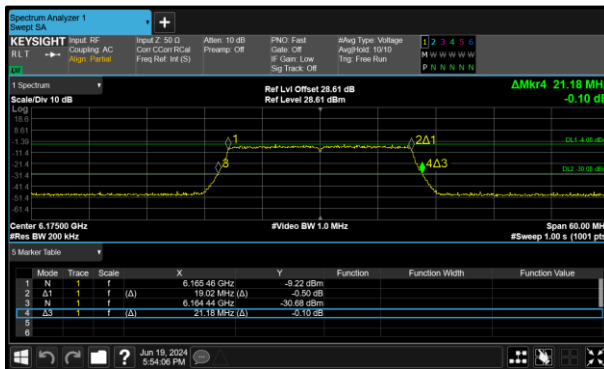 Spectrum Analyzer 1
Swept SA
KEYSIGHT Input: RF Input Z: 50 Ω Atten: 10 dB PNO: Fast #Avg Type: Voltage 1 2 3 4 5 6
RLT Coupling: AC Corr CCorr RCal Preamp: Off Gate: Off Avg|Hold: 10/10 M W W W W W
Align: Partial Freq Ref: Int (S) IF Gain: Low Trig: Free Run P N N N N N
Sig Track: Off
1 Spectrum Ref Lvl Offset 28.61 dB ΔMkr4 21.18 MHz
Scale/Div 10 dB Ref Level 28.61 dBm -0.10 dB
Log
18.6
8.61
-1.39
-11.4
-21.4
-31.4
-41.4
-51.4
-61.4
1 2Δ1 DL1 -4.08 dBm
3 4Δ3 DL2 -30.08 dBm
Center 6.17500 GHz #Video BW 1.0 MHz Span 60.00 MHz
#Res BW 200 kHz #Sweep 1.00 s (1001 pts)
5 Marker Table
Mode Trace Scale X Y Function Function Width Function Value
1 N 1 f 6.165 46 GHz -9.22 dBm
2 Δ1 1 f (Δ) 19.02 MHz (Δ) -0.50 dB
3 N 1 f 6.164 44 GHz -30.68 dBm
4 Δ3 1 f (Δ) 21.18 MHz (Δ) -0.10 dB
5
6
? Jun 19, 2024
5:54:06 PM